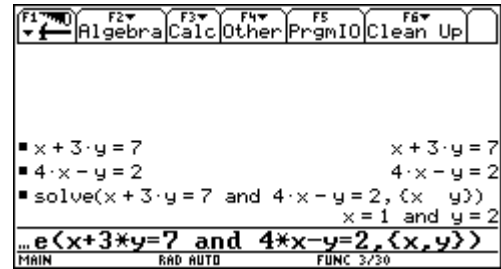 F1 F2 F3 F4 F5 F6
Algebra Calc Other PrgmIO Clean Up
▪ x + 3·y = 7 x + 3·y = 7
▪ 4·x - y = 2 4·x - y = 2
▪ solve(x + 3·y = 7 and 4·x - y = 2, {x y})
x = 1 and y = 2
…e(x+3*y=7 and 4*x-y=2,{x,y})
MAIN RAD AUTO FUNC 3/30